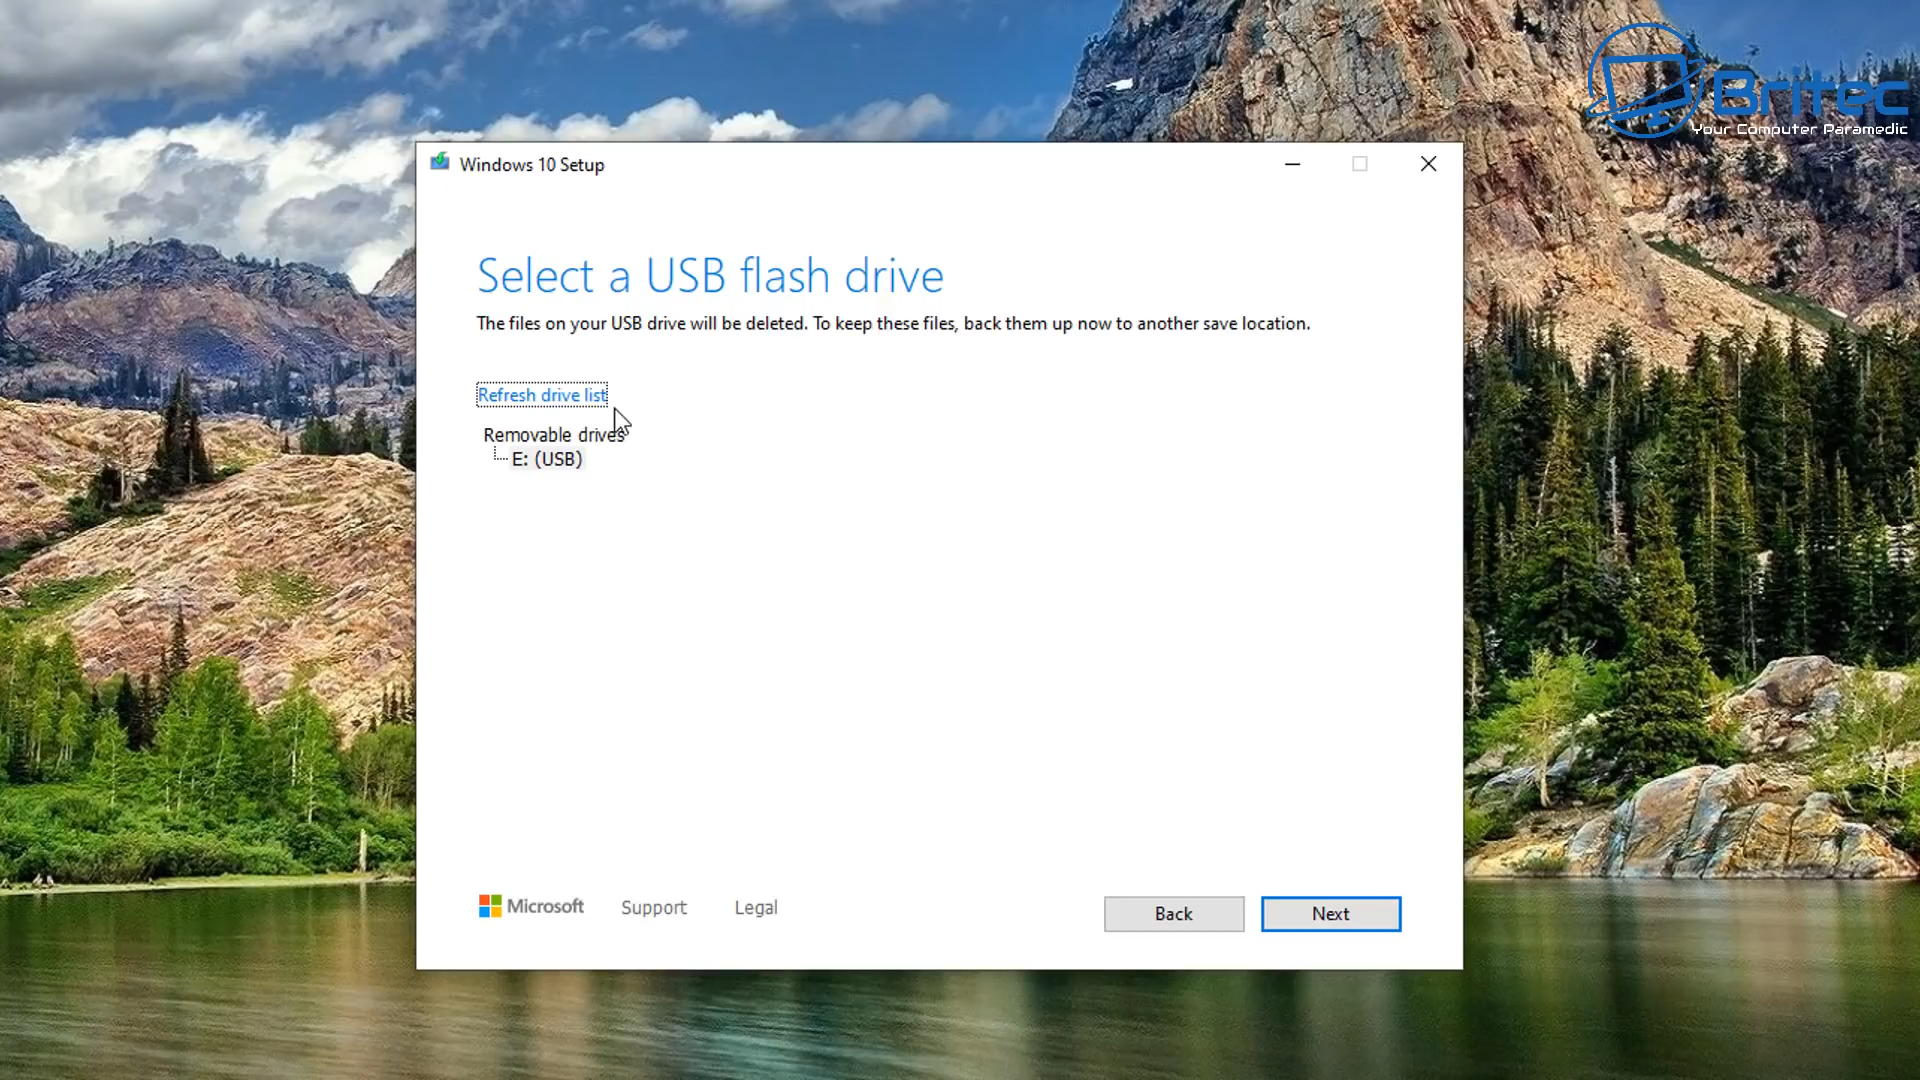 Britec
Your Computer Paramedic
Windows 10 Setup
Select a USB flash drive
The files on your USB drive will be deleted. To keep these files, back them up now to another save location.
Refresh drive list
Removable drives
E: (USB)
Microsoft Support Legal Back Next